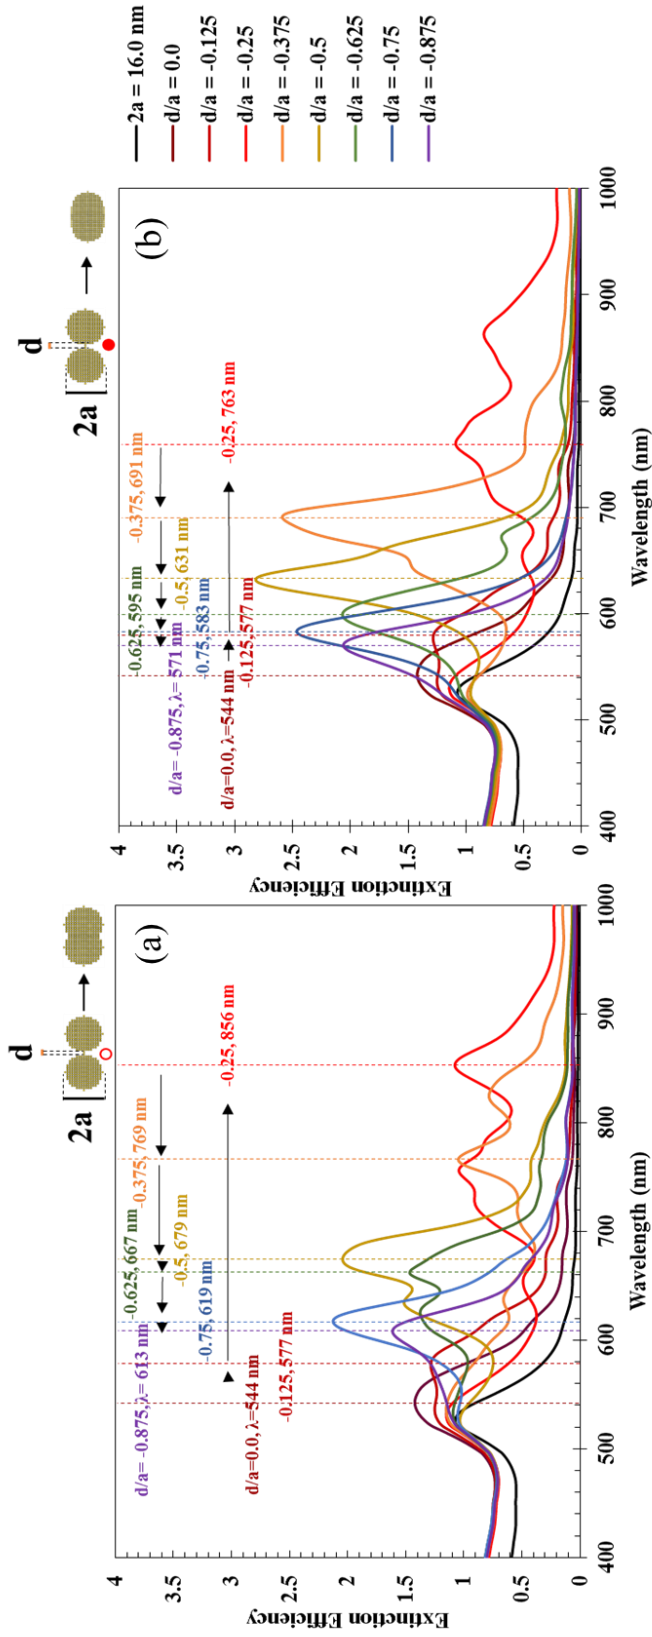 2a
d
(a)
d/a= -0.875, λ= 613 nm
-0.625, 667 nm
-0.375, 769 nm
-0.75, 619 nm
-0.5, 679 nm
d/a=0.0, λ=544 nm
-0.125, 577 nm
-0.25, 856 nm
Extinction Efficiency
4
3.5
3
2.5
2
1.5
1
0.5
0
400
500
600
700
800
900
1000
Wavelength (nm)
2a
d
(b)
-0.625, 595 nm
-0.375, 691 nm
d/a= -0.875, λ= 571 nm
-0.75, 583 nm
-0.5, 631 nm
d/a=0.0, λ=544 nm
-0.125, 577 nm
-0.25, 763 nm
Extinction Efficiency
4
3.5
3
2.5
2
1.5
1
0.5
0
400
500
600
700
800
900
1000
Wavelength (nm)
2a = 16.0 nm
d/a = 0.0
d/a = -0.125
d/a = -0.25
d/a = -0.375
d/a = -0.5
d/a = -0.625
d/a = -0.75
d/a = -0.875